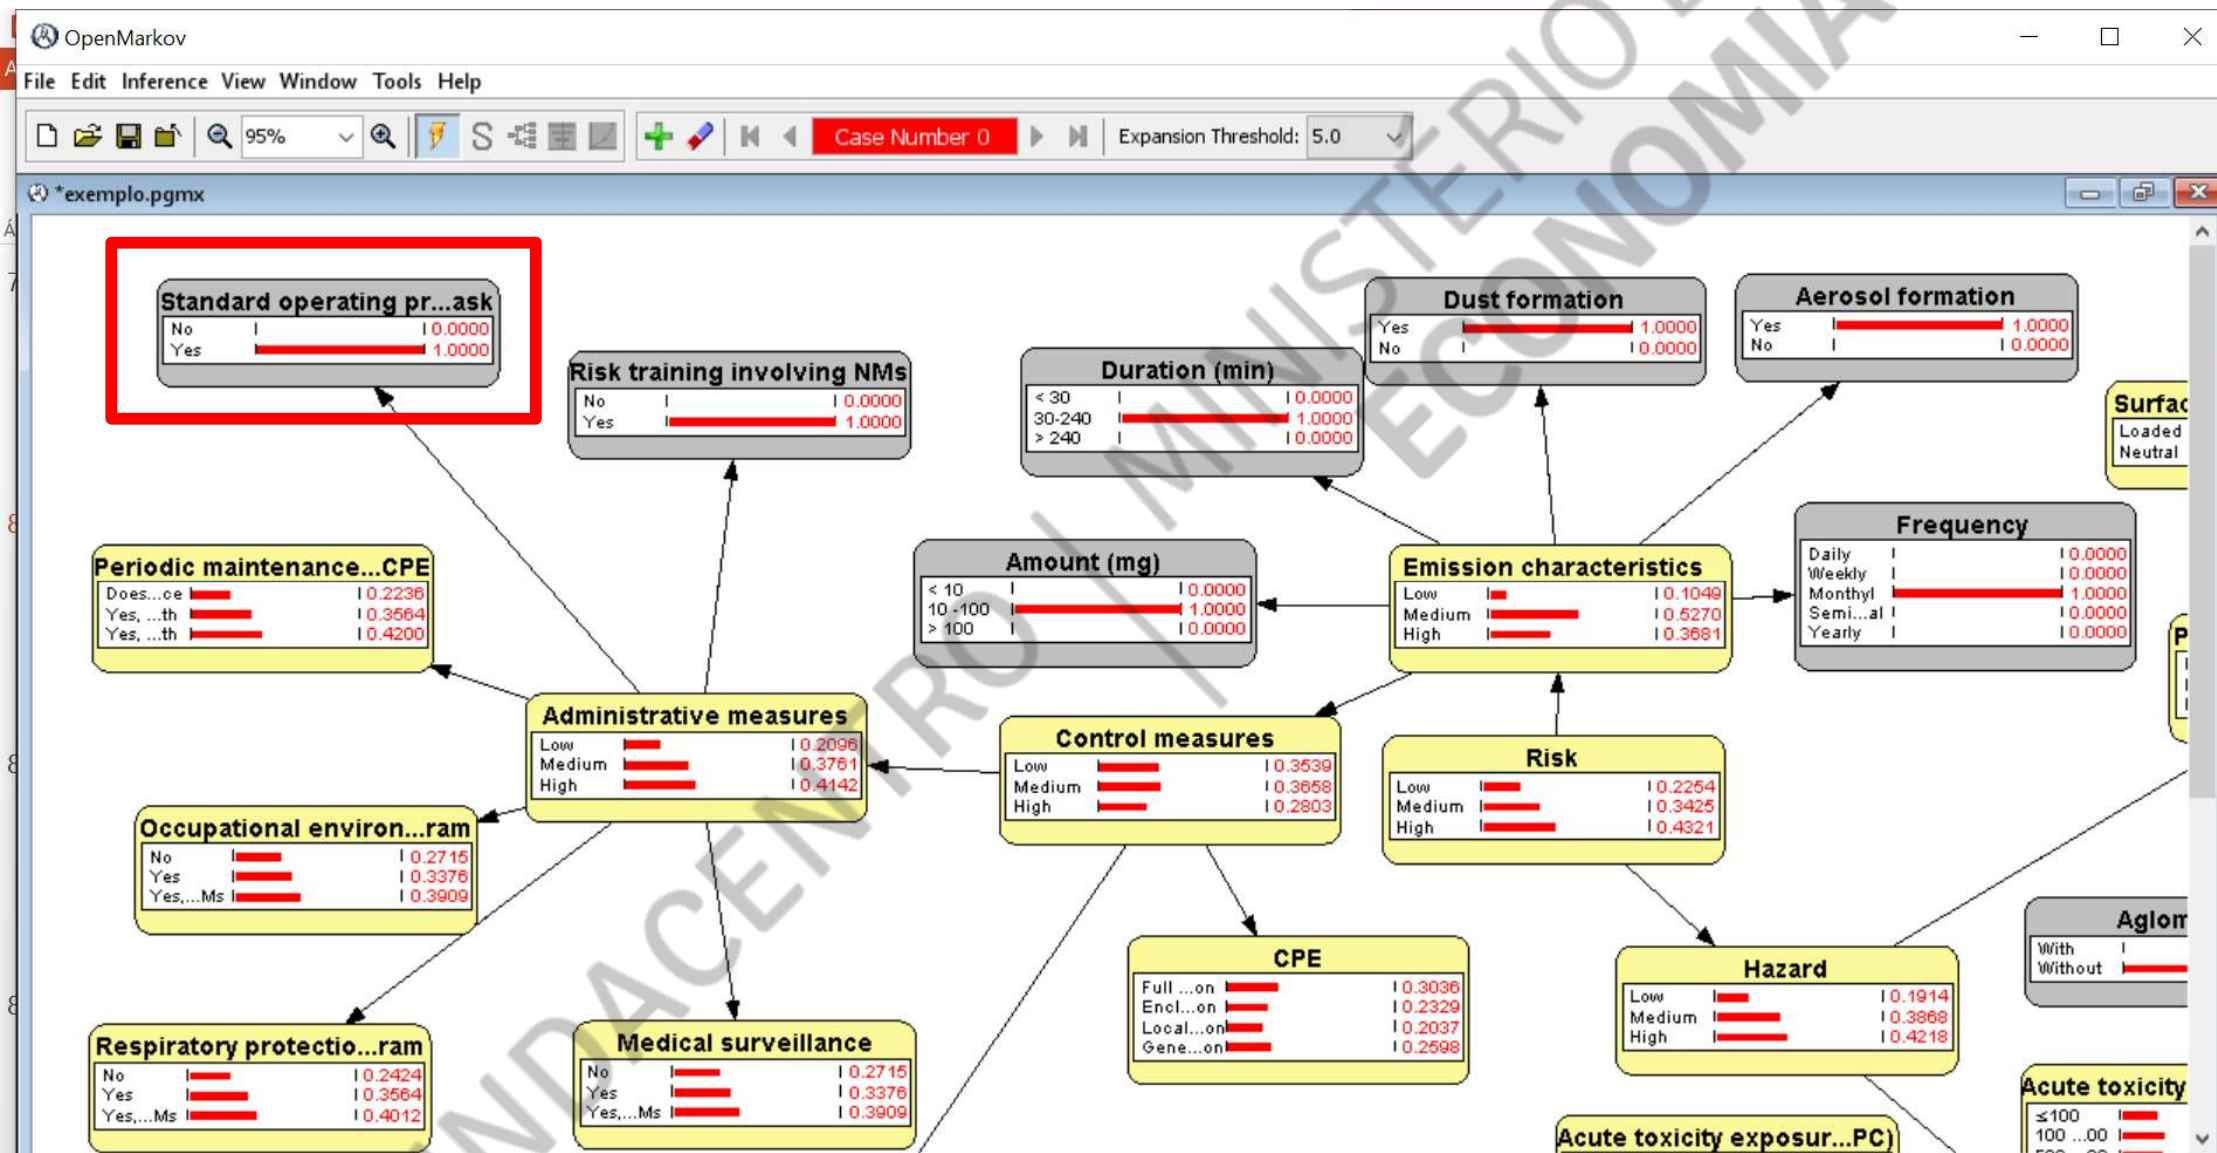 OpenMarkov
File Edit Inference View Window Tools Help
95%
S
Case Number 0
Expansion Threshold: 5.0
*exemplo.pgmx
Standard operating pr...ask
No 0.0000
Yes 1.0000
Risk training involving NMs
No 0.0000
Yes 1.0000
Duration (min)
< 30 0.0000
30-240 1.0000
> 240 0.0000
Dust formation
Yes 1.0000
No 0.0000
Aerosol formation
Yes 1.0000
No 0.0000
Surfac
Loaded
Neutral
Periodic maintenance...CPE
Does...ce 0.2236
Yes, ...th 0.3564
Yes, ...th 0.4200
Amount (mg)
< 10 0.0000
10 -100 1.0000
> 100 0.0000
Emission characteristics
Low 0.1049
Medium 0.5270
High 0.3681
Frequency
Daily 0.0000
Weekly 0.0000
Monthyl 1.0000
Semi...al 0.0000
Yearly 0.0000
P
Administrative measures
Low 0.2096
Medium 0.3761
High 0.4142
Control measures
Low 0.3539
Medium 0.3658
High 0.2803
Risk
Low 0.2254
Medium 0.3425
High 0.4321
Occupational environ...ram
No 0.2715
Yes 0.3376
Yes,...Ms 0.3909
Aglom
With
Without
CPE
Full ...on 0.3036
Encl...on 0.2329
Local...on 0.2037
Gene...on 0.2598
Hazard
Low 0.1914
Medium 0.3868
High 0.4218
Respiratory protectio...ram
No 0.2424
Yes 0.3564
Yes,...Ms 0.4012
Medical surveillance
No 0.2715
Yes 0.3376
Yes,...Ms 0.3909
Acute toxicity exposur...PC)
Acute toxicity
≤100
100 ...00
NDACENTRO | MINISTÉRIO
ECONOMIA